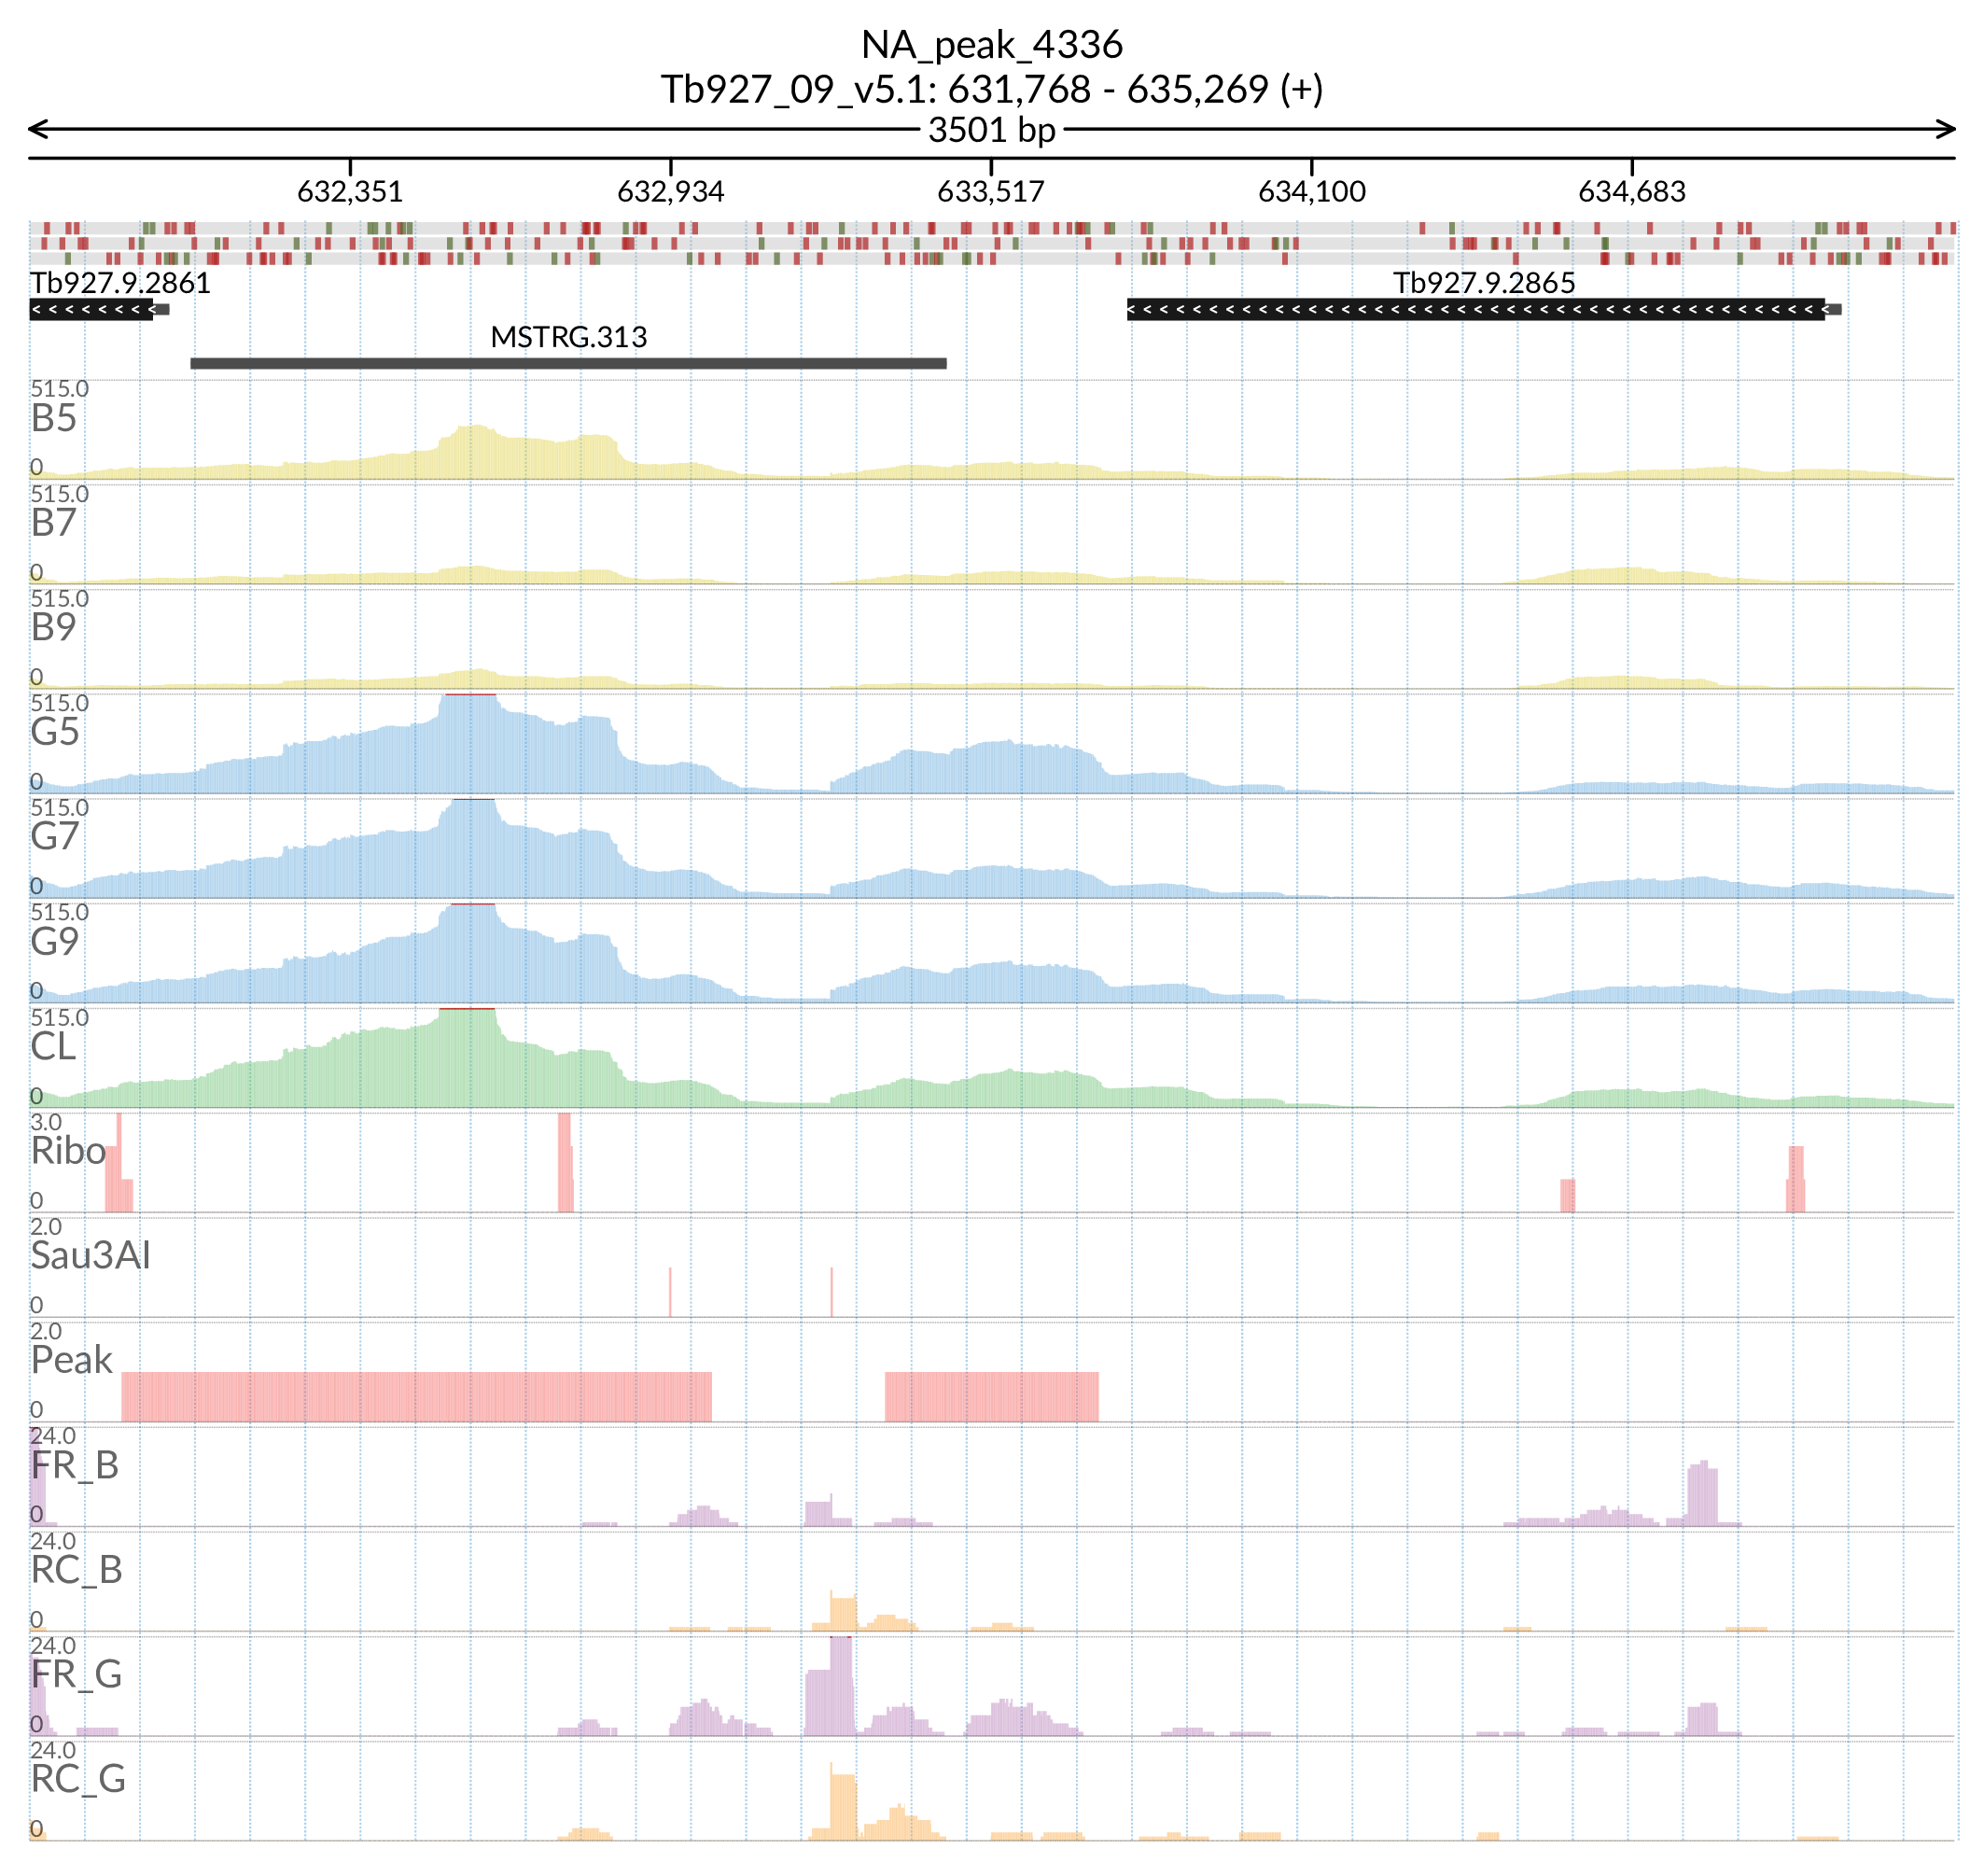 NA_peak_4336
Tb927_09_v5.1: 631,768 - 635,269 (+)
3501 bp
632,351 632,934 633,517 634,100 634,683
Tb927.9.2861 Tb927.9.2865
MSTRG.313
515.0
B5
0
515.0
B7
0
515.0
B9
0
515.0
G5
0
515.0
G7
0
515.0
G9
0
515.0
CL
0
3.0
Ribo
0
2.0
Sau3AI
0
2.0
Peak
0
24.0
FR_B
0
24.0
RC_B
0
24.0
FR_G
0
24.0
RC_G
0